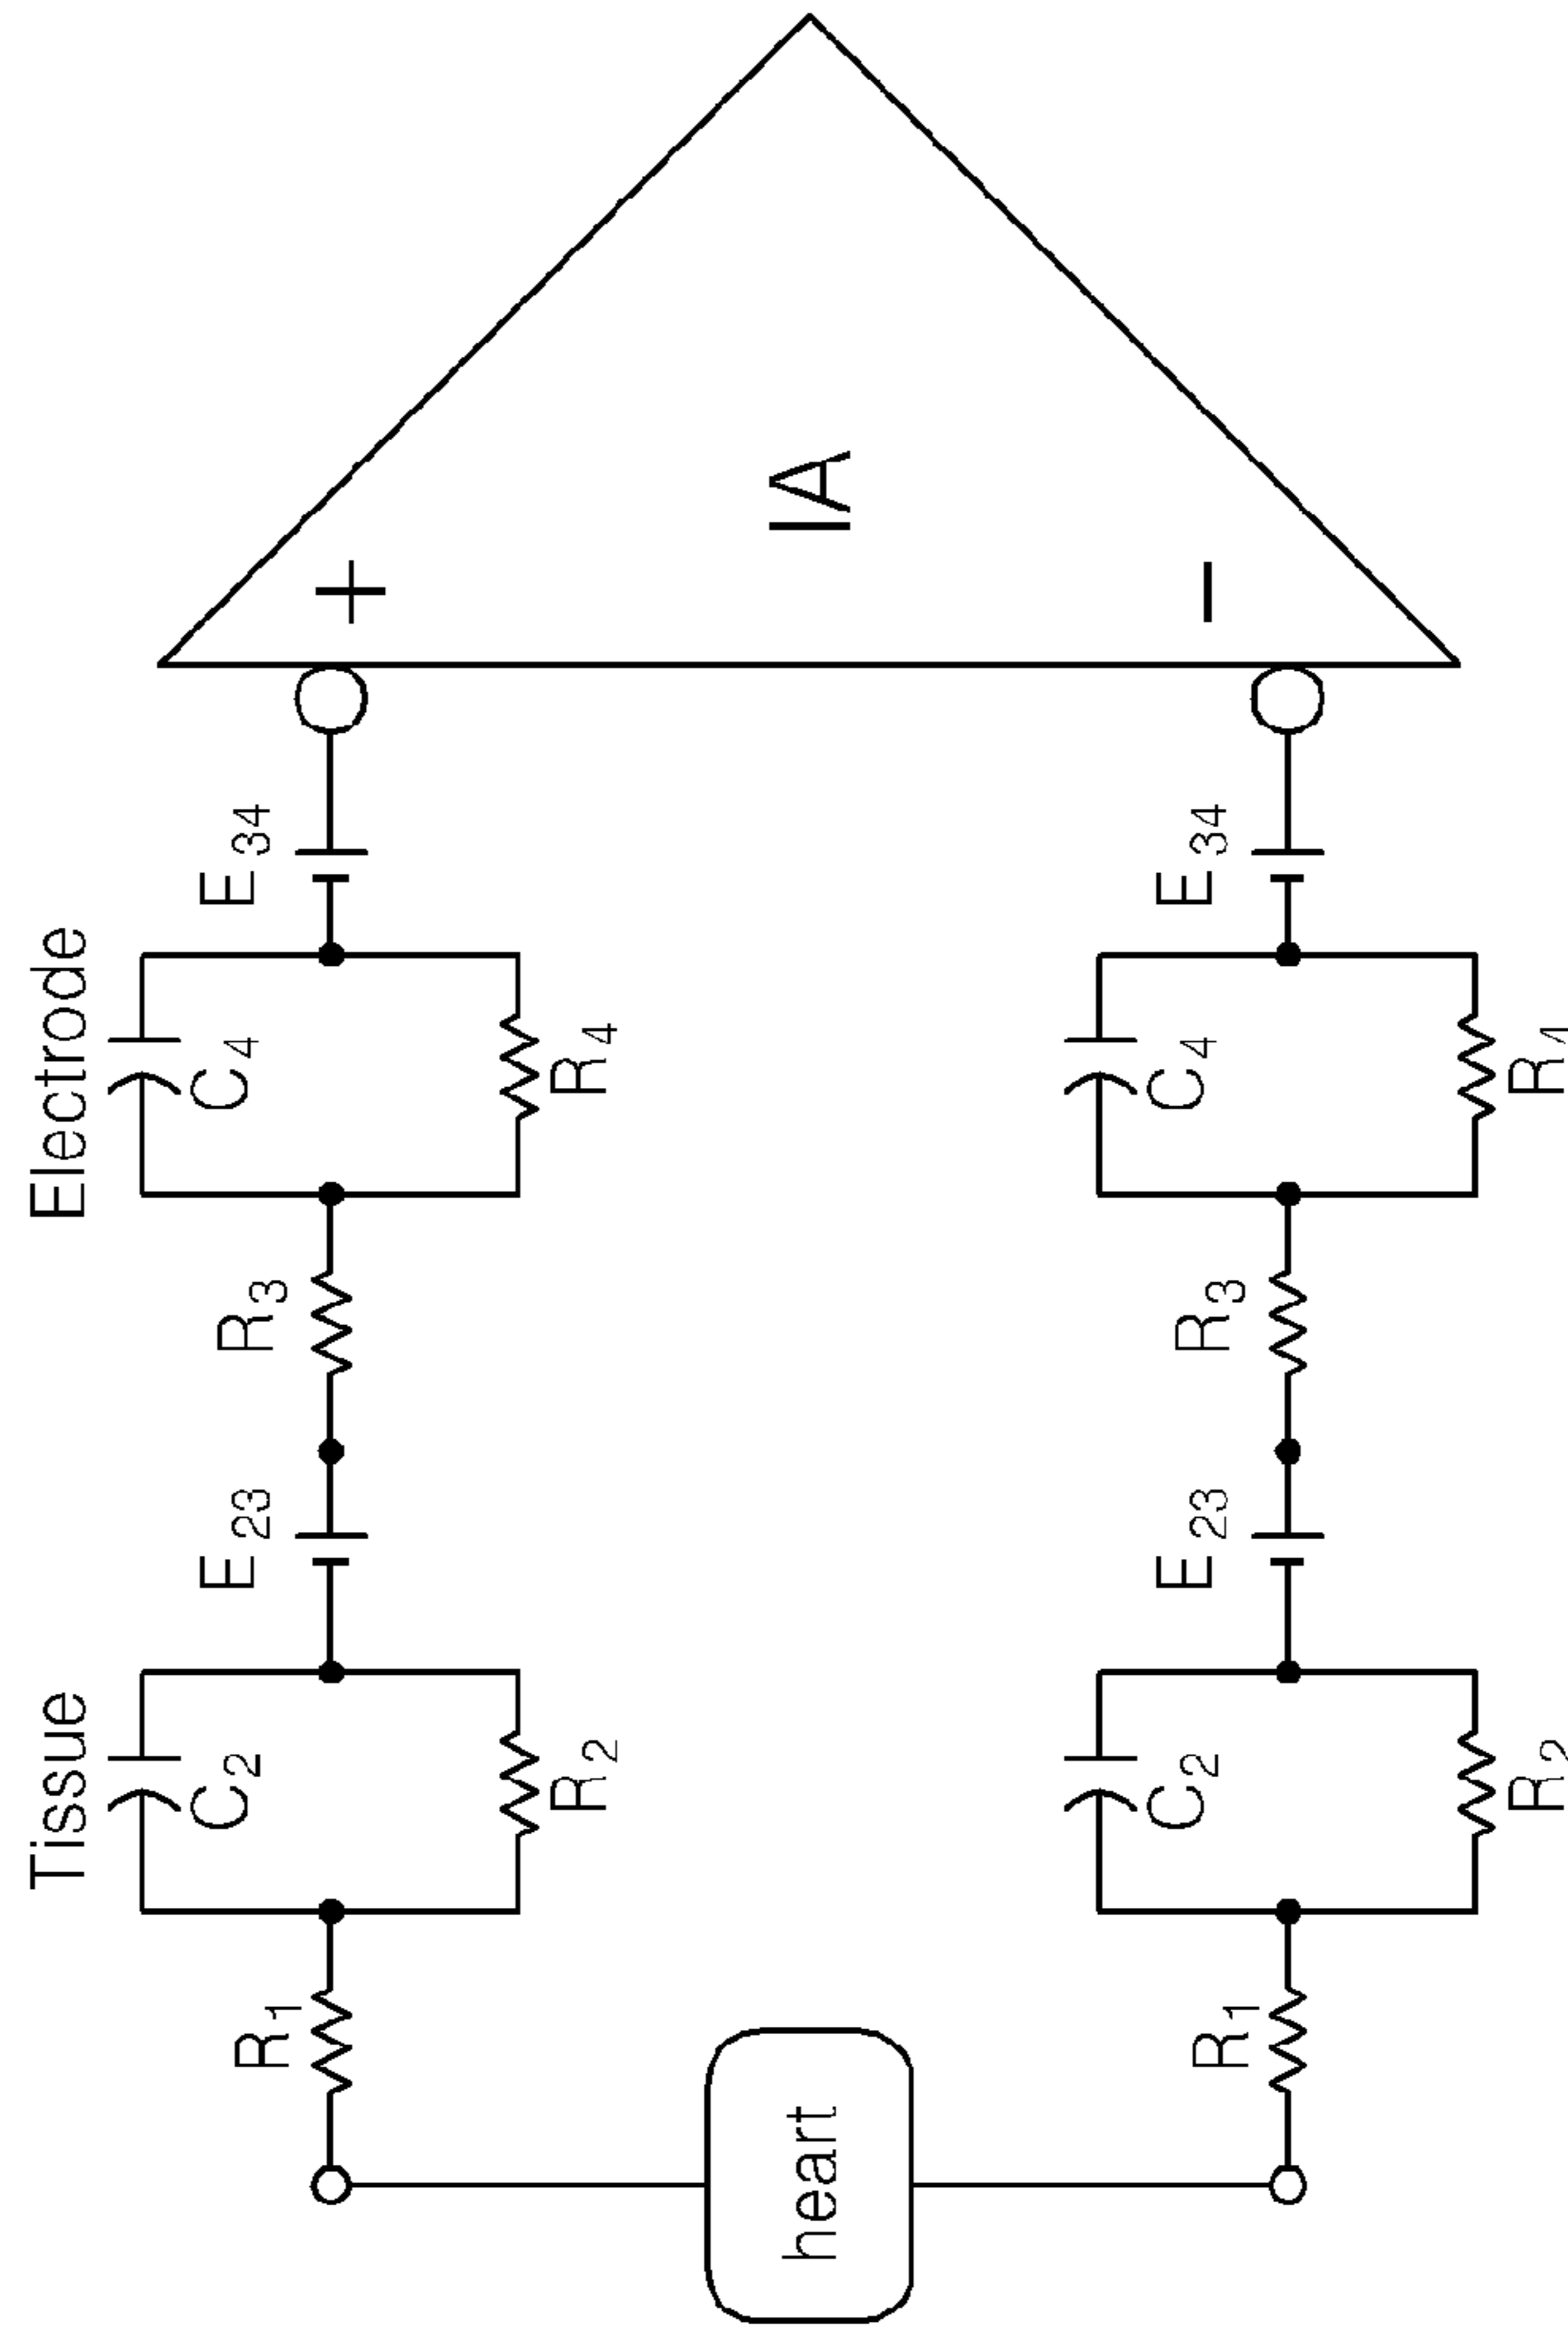 Tissue
Electrode
R1
C2
R2
E23
R3
C4
R4
E34
+
IA
−
heart
R1
C2
R2
E23
R3
C4
R4
E34